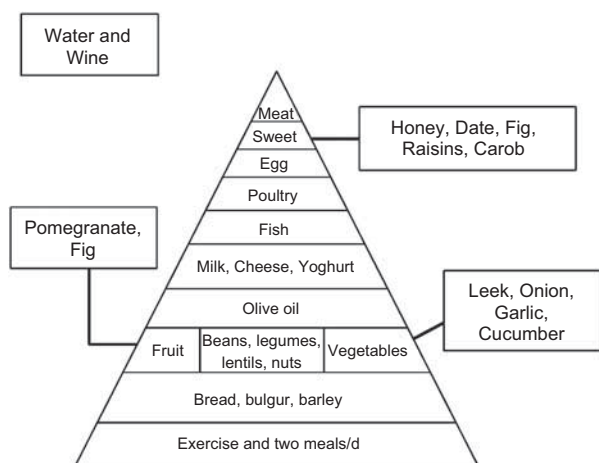 Water and
Wine
Meat
Sweet
Honey, Date, Fig,
Raisins, Carob
Egg
Poultry
Pomegranate,
Fig
Fish
Milk, Cheese, Yoghurt
Leek, Onion,
Garlic,
Cucumber
Olive oil
Fruit
Beans, legumes,
lentils, nuts
Vegetables
Bread, bulgur, barley
Exercise and two meals/d